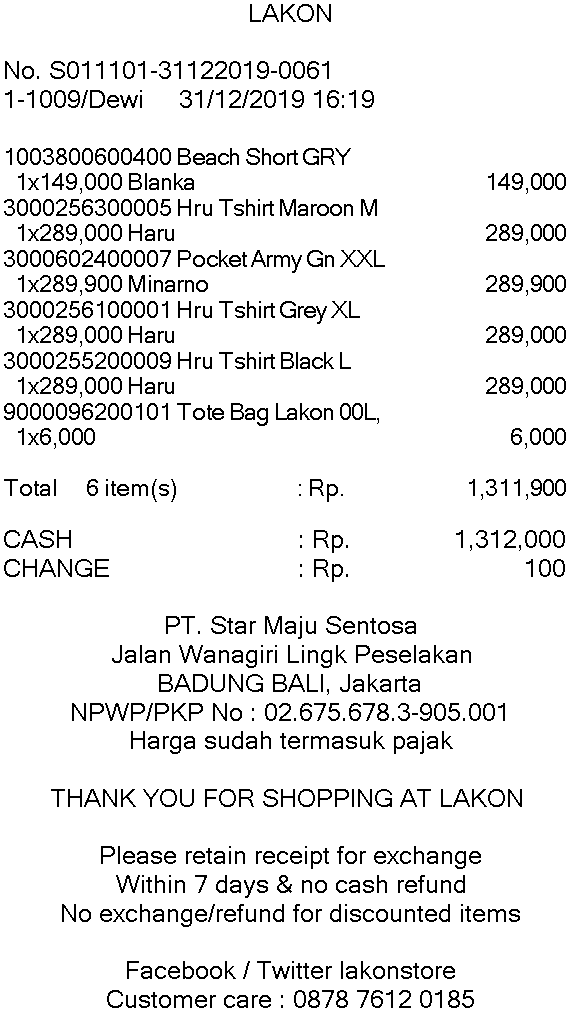 LAKON
No. S011101-31122019-0061
1-1009/Dewi 31/12/2019 16:19
1003800600400 Beach Short GRY
1x149,000 Blanka 149,000
3000256300005 Hru Tshirt Maroon M
1x289,000 Haru 289,000
3000602400007 Pocket Army Gn XXL
1x289,900 Minarno 289,900
3000256100001 Hru Tshirt Grey XL
1x289,000 Haru 289,000
3000255200009 Hru Tshirt Black L
1x289,000 Haru 289,000
9000096200101 Tote Bag Lakon 00L,
1x6,000 6,000
Total 6 item(s) : Rp. 1,311,900
CASH : Rp. 1,312,000
CHANGE : Rp. 100
PT. Star Maju Sentosa
Jalan Wanagiri Lingk Peselakan
BADUNG BALI, Jakarta
NPWP/PKP No : 02.675.678.3-905.001
Harga sudah termasuk pajak
THANK YOU FOR SHOPPING AT LAKON
Please retain receipt for exchange
Within 7 days & no cash refund
No exchange/refund for discounted items
Facebook / Twitter lakonstore
Customer care : 0878 7612 0185